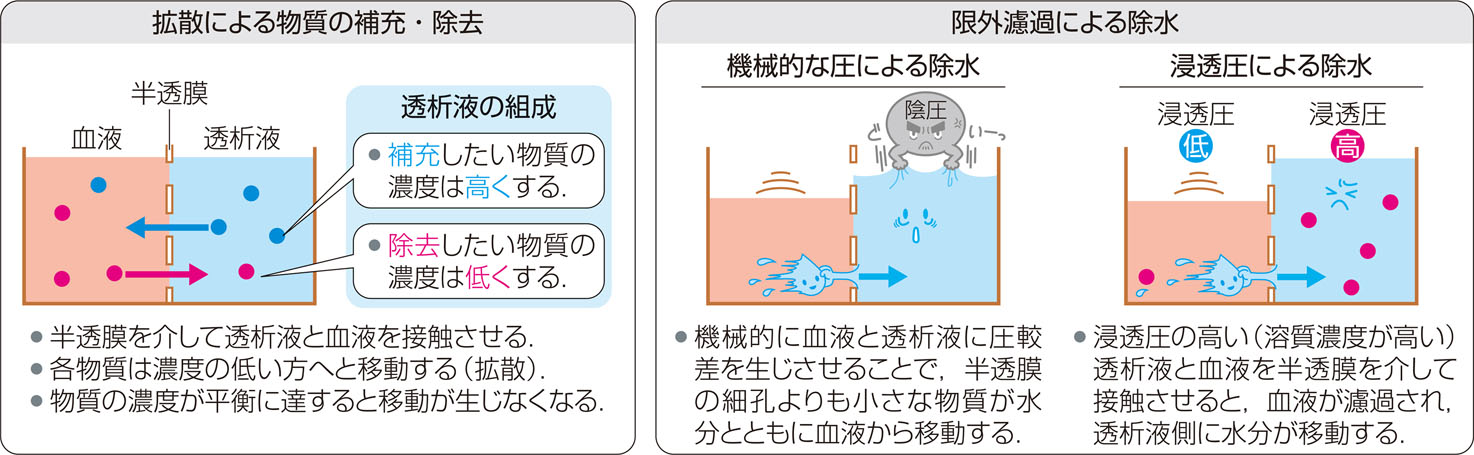 拡散による物質の補充・除去
半透膜
血液
透析液
透析液の組成
● 補充したい物質の
濃度は高くする.
● 除去したい物質の
濃度は低くする.
● 半透膜を介して透析液と血液を接触させる.
● 各物質は濃度の低い方へと移動する(拡散).
● 物質の濃度が平衡に達すると移動が生じなくなる.
限外濾過による除水
機械的な圧による除水
陰圧
ど
いーっ
● 機械的に血液と透析液に圧較
差を生じさせることで, 半透膜
の細孔よりも小さな物質が水
分とともに血液から移動する.
浸透圧による除水
浸透圧
低
浸透圧
高
● 浸透圧の高い(溶質濃度が高い)
透析液と血液を半透膜を介して
接触させると, 血液が濾過され,
透析液側に水分が移動する.